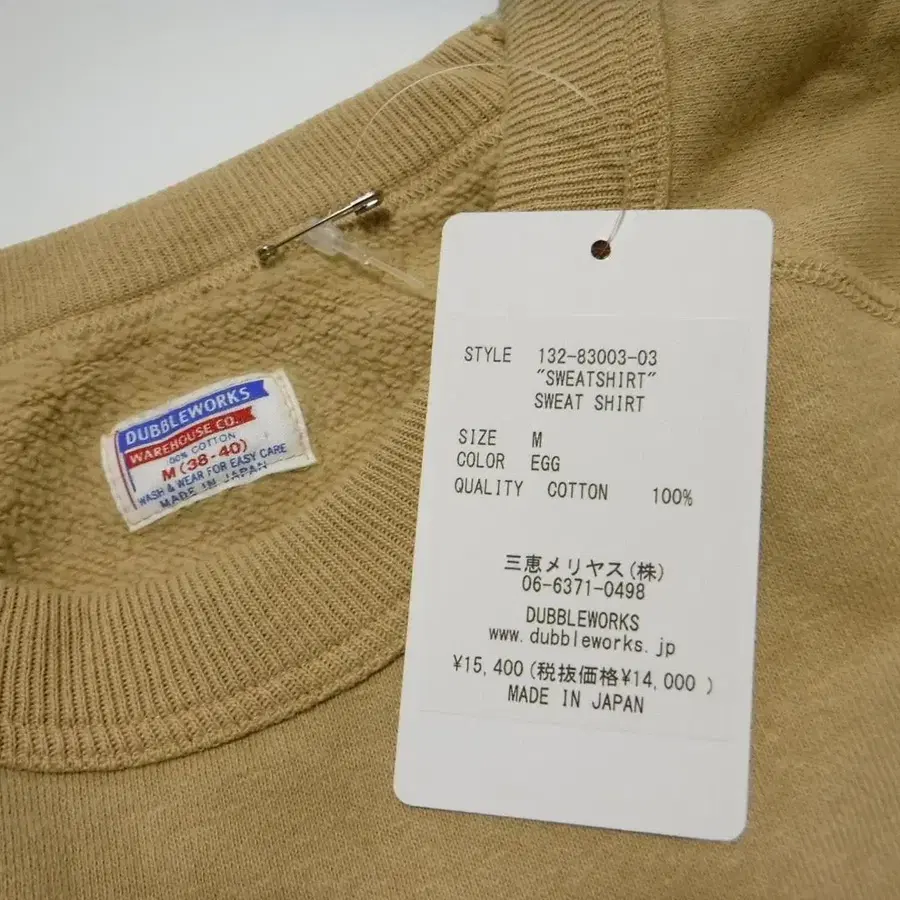 DUBBLEWORKS
WAREHOUSE CO.
00% COTTON
M (38-40)
WASH & WEAR FOR EASY CARE
MADE IN JAPAN
STYLE 132-83003-03
"SWEATSHIRT"
SWEAT SHIRT
SIZE M
COLOR EGG
QUALITY COTTON 100%
三恵メリヤス(株)
06-6371-0498
DUBBLEWORKS
www.dubbleworks.jp
¥15,400(税抜価格¥14,000 )
MADE IN JAPAN